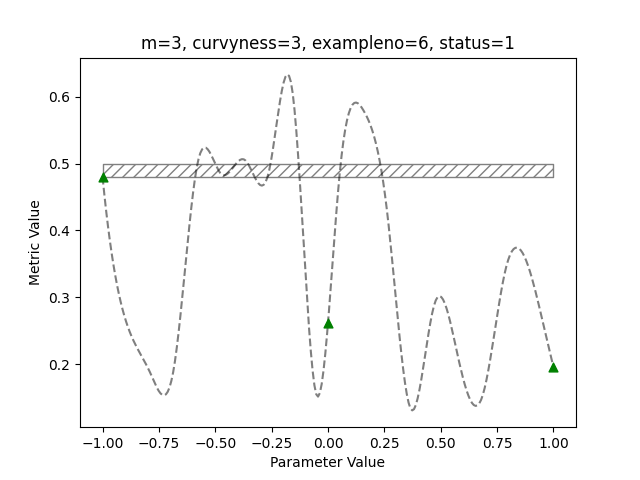 m=3, curvyness=3, exampleno=6, status=1
Metric Value
0.6
0.5
0.4
0.3
0.2
−1.00 −0.75 −0.50 −0.25 0.00 0.25 0.50 0.75 1.00
Parameter Value